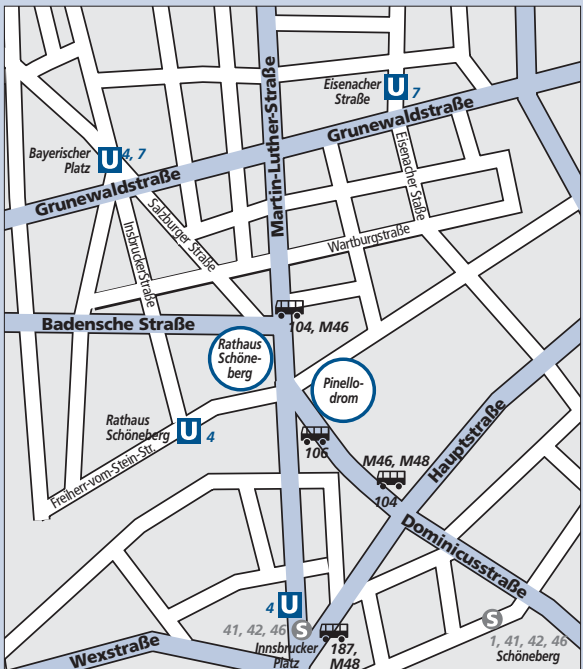 Martin-Luther-Straße
Eisenacher
Straße
U
7
Grunewaldstraße
Bayerischer
Platz
U
4, 7
Eisenacher Staße
Grunewaldstraße
Salzburger Straße
Insbrucker Straße
Wartburgstraße
104, M46
Badensche Straße
Rathaus
Schöne-
berg
Pinello-
drom
Rathaus
Schöneberg
U
4
106
M46, M48
104
Hauptstraße
Freiherr-vom-Stein-Str.
Dominicusstraße
4
U
41, 42, 46
S
Innsbrucker
Platz
187,
M48
S
1, 41, 42, 46
Schöneberg
Wexstraße